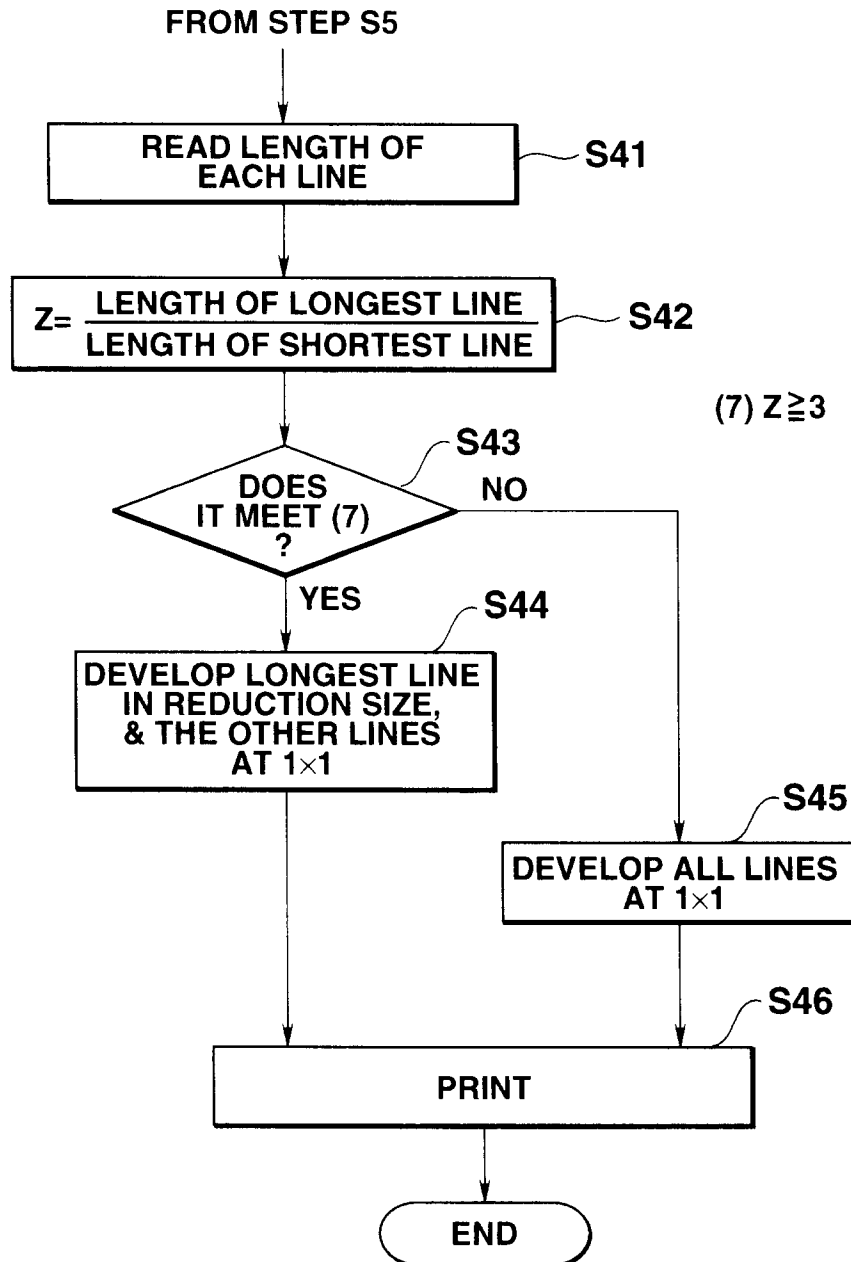 FROM STEP S5
READ LENGTH OF
EACH LINE
S41
Z= LENGTH OF LONGEST LINE
LENGTH OF SHORTEST LINE
S42
(7) Z≧3
S43
DOES
IT MEET (7)
?
NO
YES
S44
DEVELOP LONGEST LINE
IN REDUCTION SIZE,
& THE OTHER LINES
AT 1×1
S45
DEVELOP ALL LINES
AT 1×1
S46
PRINT
END